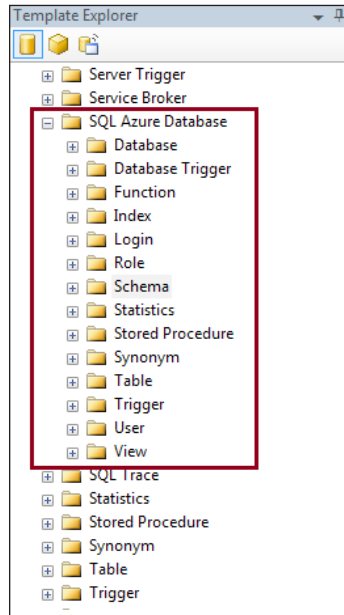 Template Explorer
Server Trigger
Service Broker
SQL Azure Database
Database
Database Trigger
Function
Index
Login
Role
Schema
Statistics
Stored Procedure
Synonym
Table
Trigger
User
View
SQL Trace
Statistics
Stored Procedure
Synonym
Table
Trigger